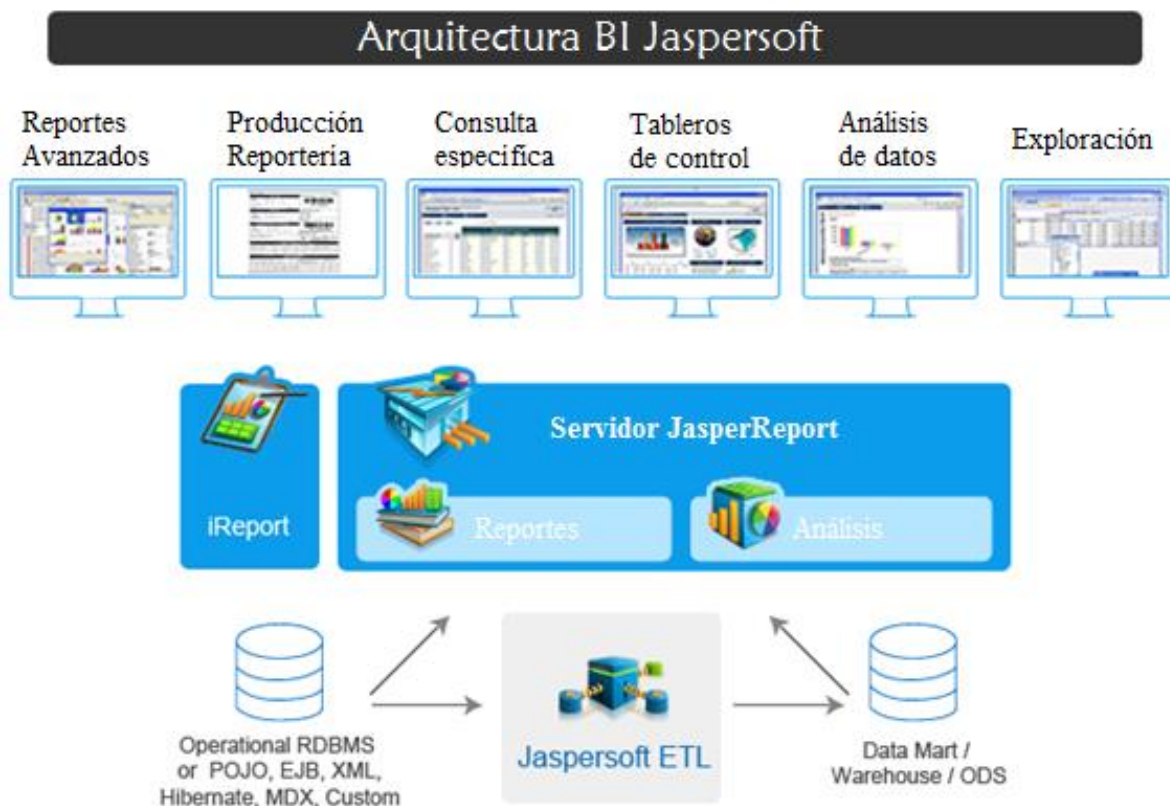 Arquitectura BI Jaspersoft
Reportes
Avanzados
Producción
Reporteria
Consulta
especifica
Tableros
de control
Análisis
de datos
Exploración
iReport
Servidor JasperReport
Reportes
Análisis
Operational RDBMS
or POJO, EJB, XML,
Hibernate, MDX, Custom
Jaspersoft ETL
Data Mart /
Warehouse / ODS